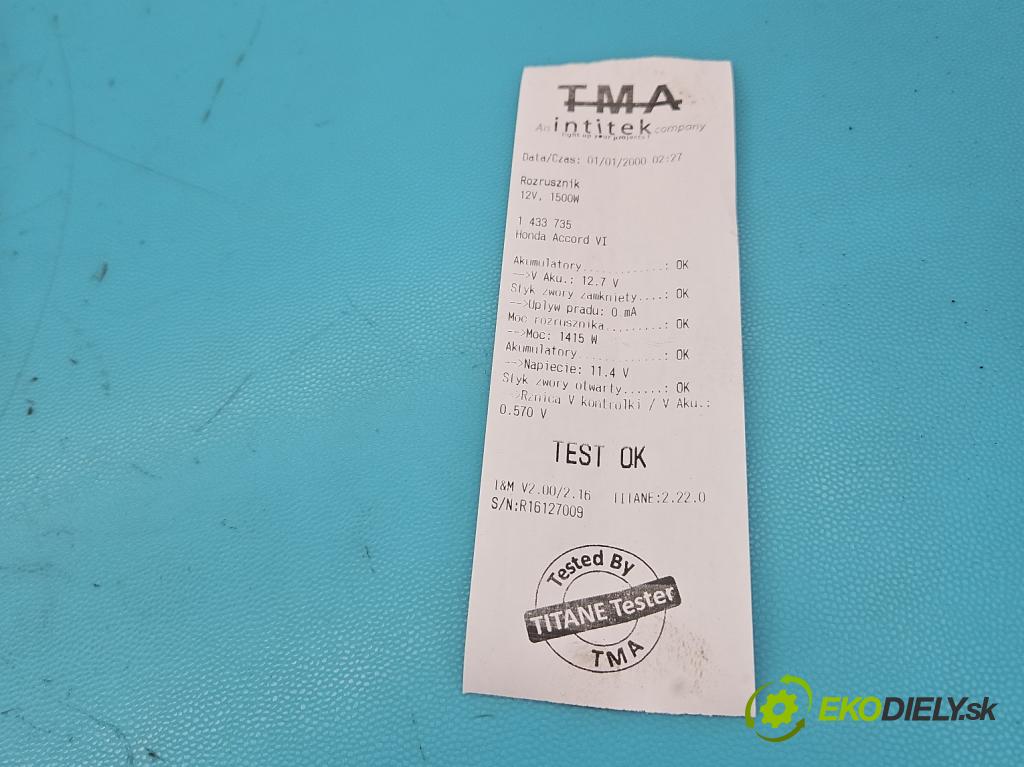 TMA
An intitek company
light up your projects!
Data/Czas: 01/01/2000 02:27
Rozrusznik
12V, 1500W
1 433 735
Honda Accord VI
Akumulatory............: OK
-->V Aku.: 12.7 V
Styk zwory zamkniety....: OK
-->Uplyw pradu: 0 mA
Moc rozrusznika.........: OK
-->Moc: 1415 W
Akumulatory............: OK
-->Napiecie: 11.4 V
Styk zwory otwarty......: OK
->Rznica V kontrolki / V Aku.:
0.570 V
TEST OK
I&M V2.00/2.16 TITANE:2.22.0
S/N:R16127009
Tested By
TITANE Tester
TMA
EKODIELY.sk